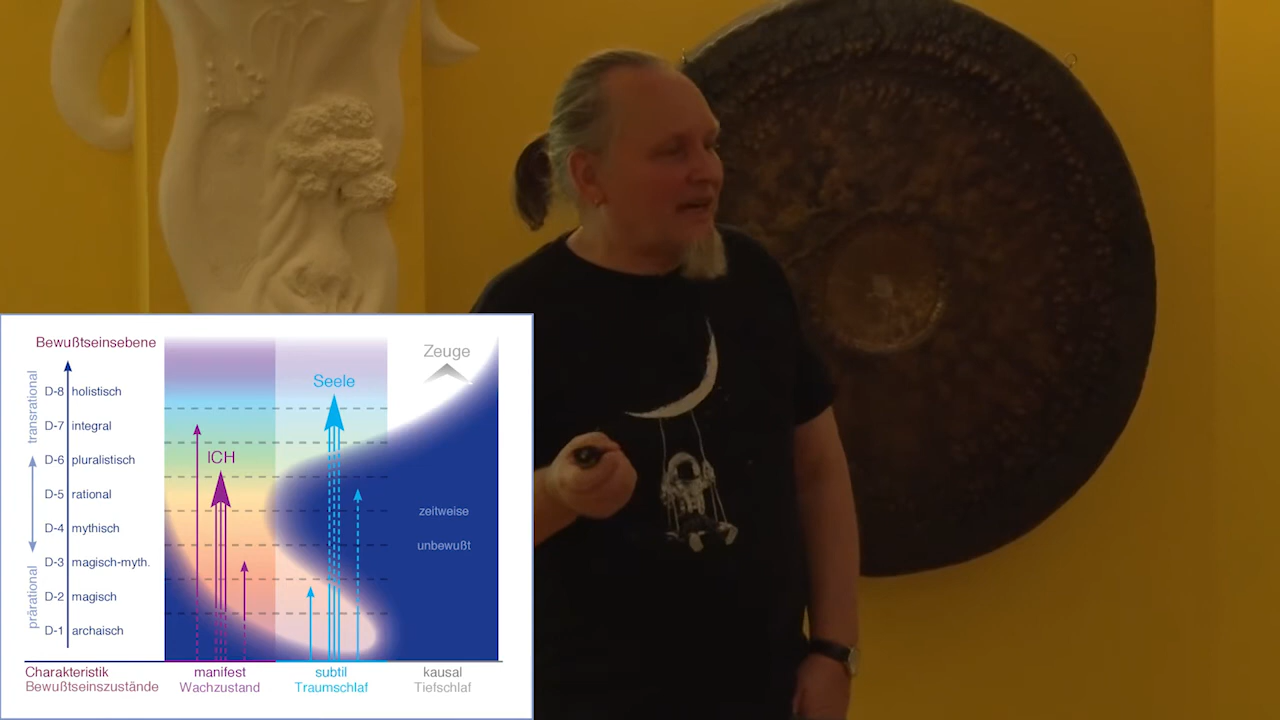 Bewußtseinsebene
Zeuge
transrational
D-8 holistisch
Seele
D-7 integral
D-6 pluralistisch
ICH
D-5 rational
zeitweise
D-4 mythisch
unbewußt
D-3 magisch-myth.
prärational
D-2 magisch
D-1 archaisch
Charakteristik manifest subtil kausal
Bewußtseinszustände Wachzustand Traumschlaf Tiefschlaf